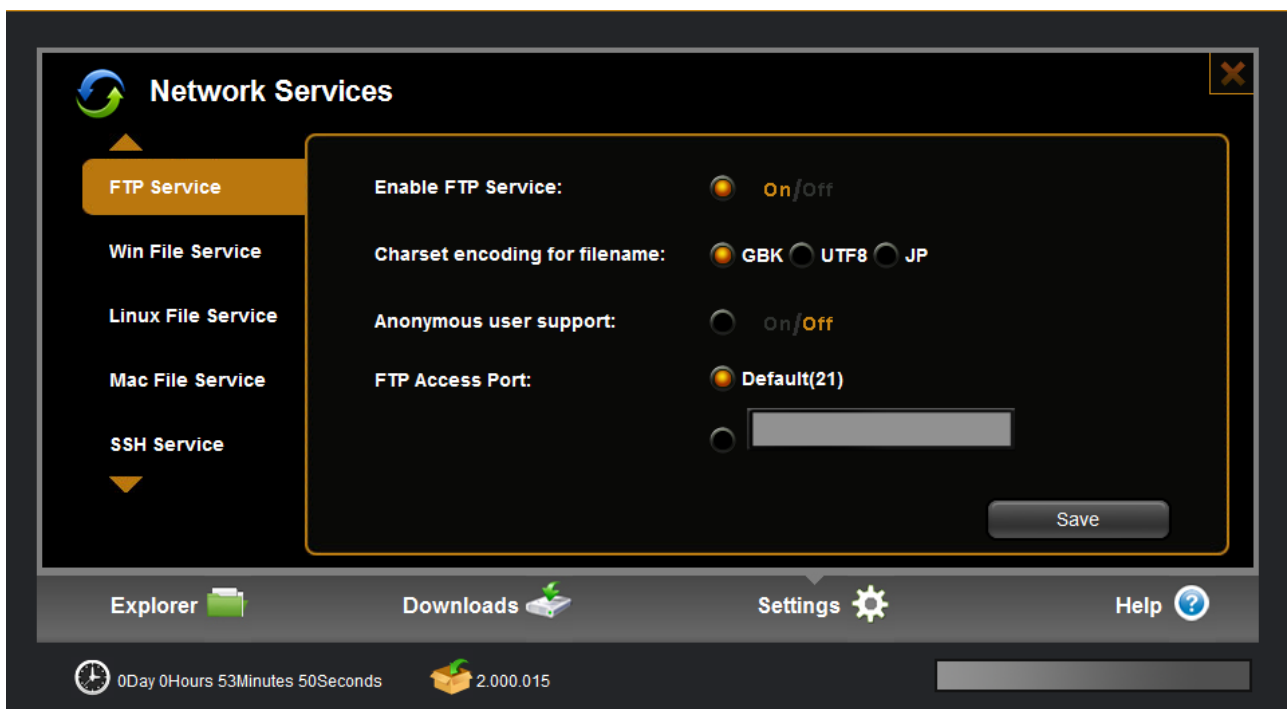 Network Services
FTP Service
Win File Service
Linux File Service
Mac File Service
SSH Service
Enable FTP Service: On/Off
Charset encoding for filename: GBK UTF8 JP
Anonymous user support: On/Off
FTP Access Port: Default(21)
Save
Explorer Downloads Settings Help ?
0Day 0Hours 53Minutes 50Seconds 2.000.015